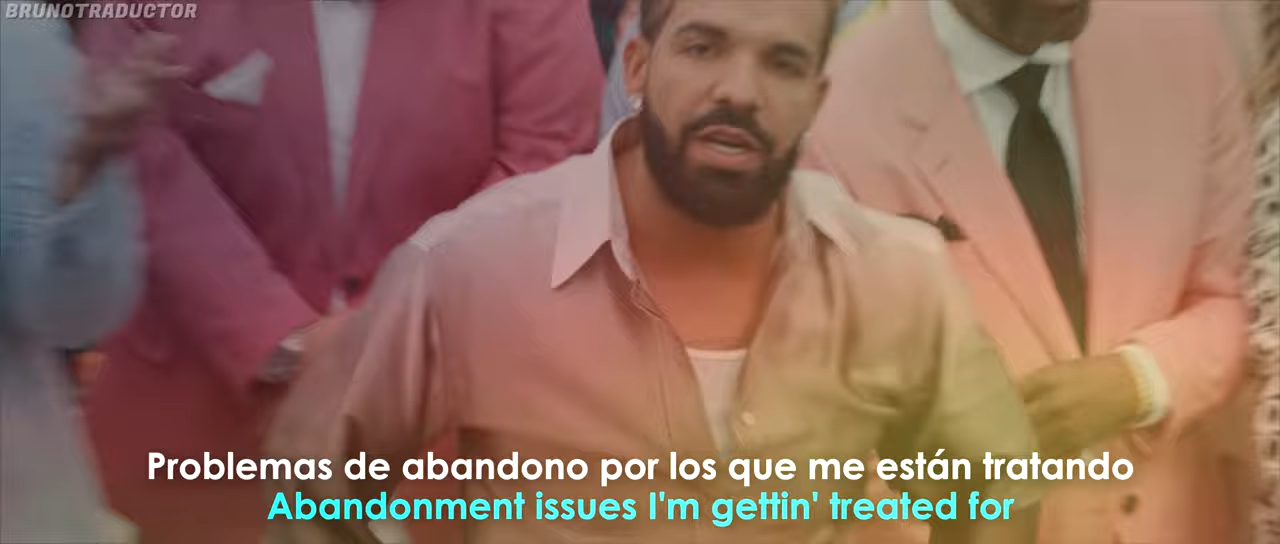 BRUNOTRADUCTOR
Problemas de abandono por los que me están tratando
Abandonment issues I'm gettin' treated for